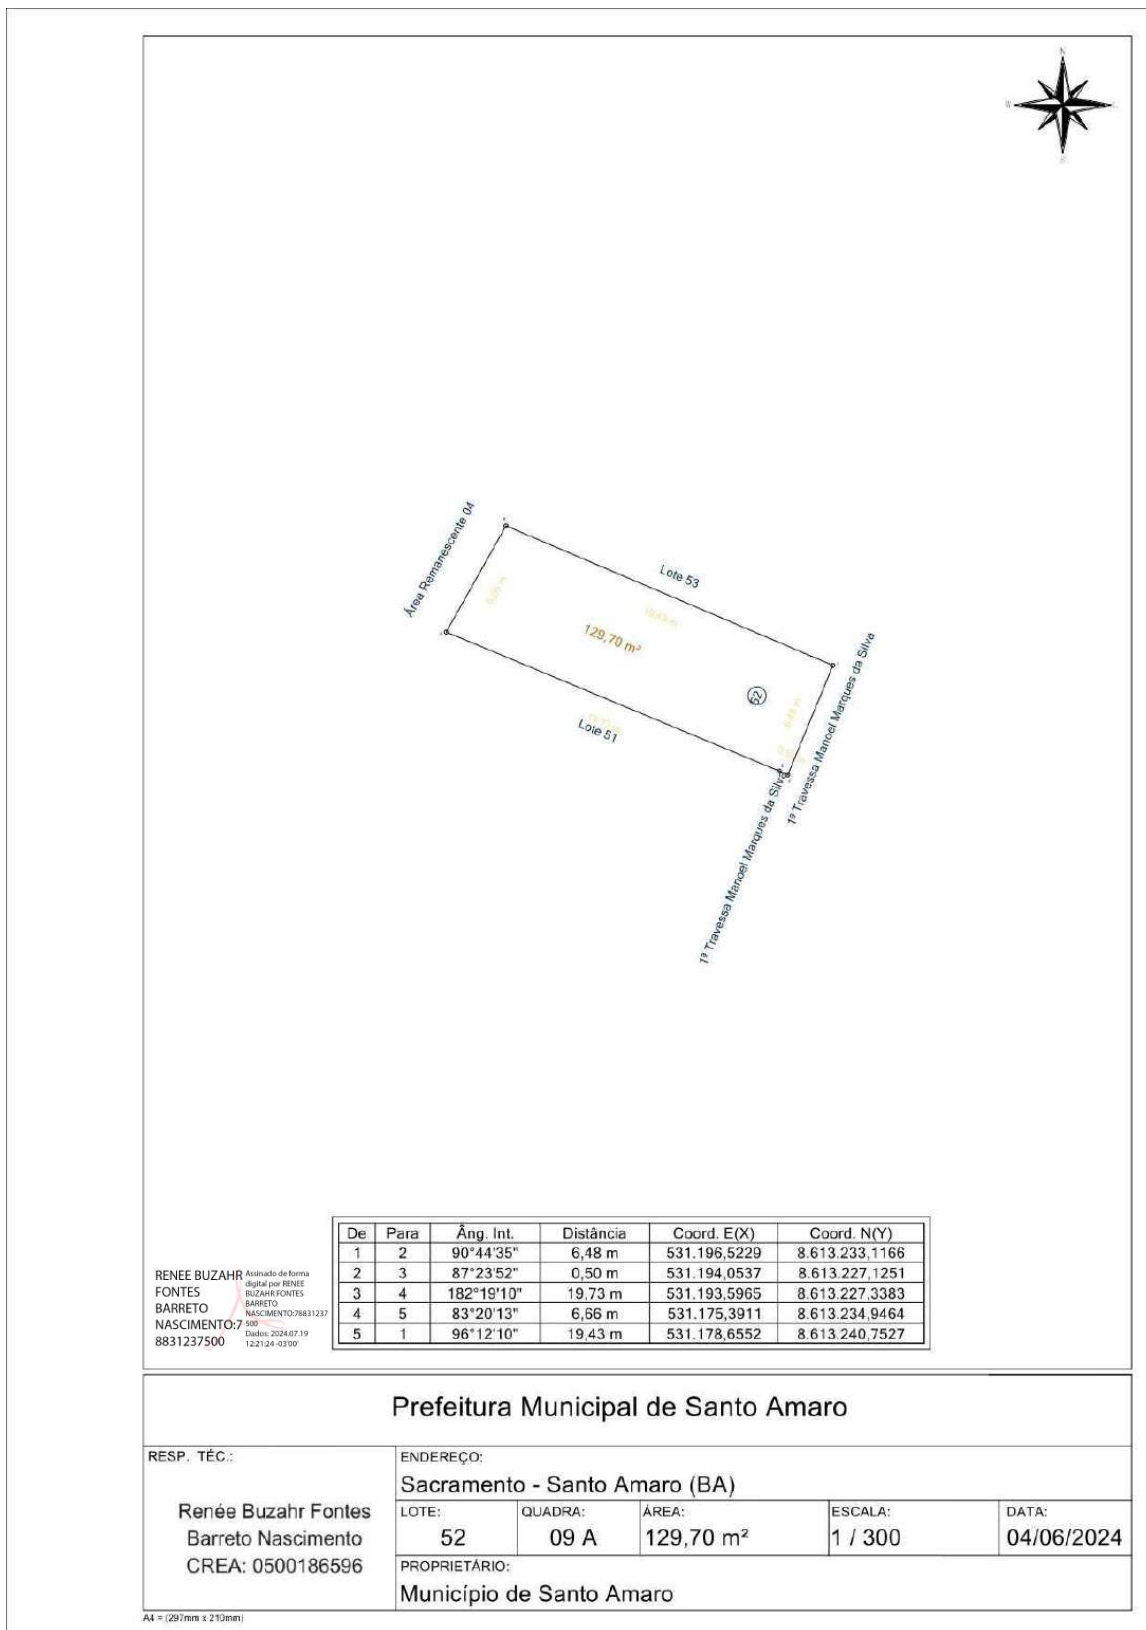 N
W
S
Área Remanescente 04
Lote 53
129,70 m²
52
6,48 m
Lote 51
1ª Travessa Manoel Marques da Silva
1ª Travessa Manoel Marques da Silva
De Para Âng. Int. Distância Coord. E(X) Coord. N(Y)
1 2 90°44'35" 6,48 m 531.196,5229 8.613.233,1166
2 3 87°23'52" 0,50 m 531.194,0537 8.613.227,1251
3 4 182°19'10" 19,73 m 531.193,5965 8.613.227,3383
4 5 83°20'13" 6,66 m 531.175,3911 8.613.234,9464
5 1 96°12'10" 19,43 m 531.178,6552 8.613.240,7527
RENEE BUZAHR
FONTES
BARRETO
NASCIMENTO:7
8831237500
Assinado de forma
digital por RENEE
BUZAHR FONTES
BARRETO
NASCIMENTO:78831237
500
Dados: 2024.07.19
12:21:24 -03'00'
Prefeitura Municipal de Santo Amaro
RESP. TÉC.:
Renée Buzahr Fontes
Barreto Nascimento
CREA: 0500186596
ENDEREÇO:
Sacramento - Santo Amaro (BA)
LOTE: QUADRA: ÁREA: ESCALA: DATA:
52 09 A 129,70 m² 1 / 300 04/06/2024
PROPRIETÁRIO:
Município de Santo Amaro
A4 = (297mm x 210mm)